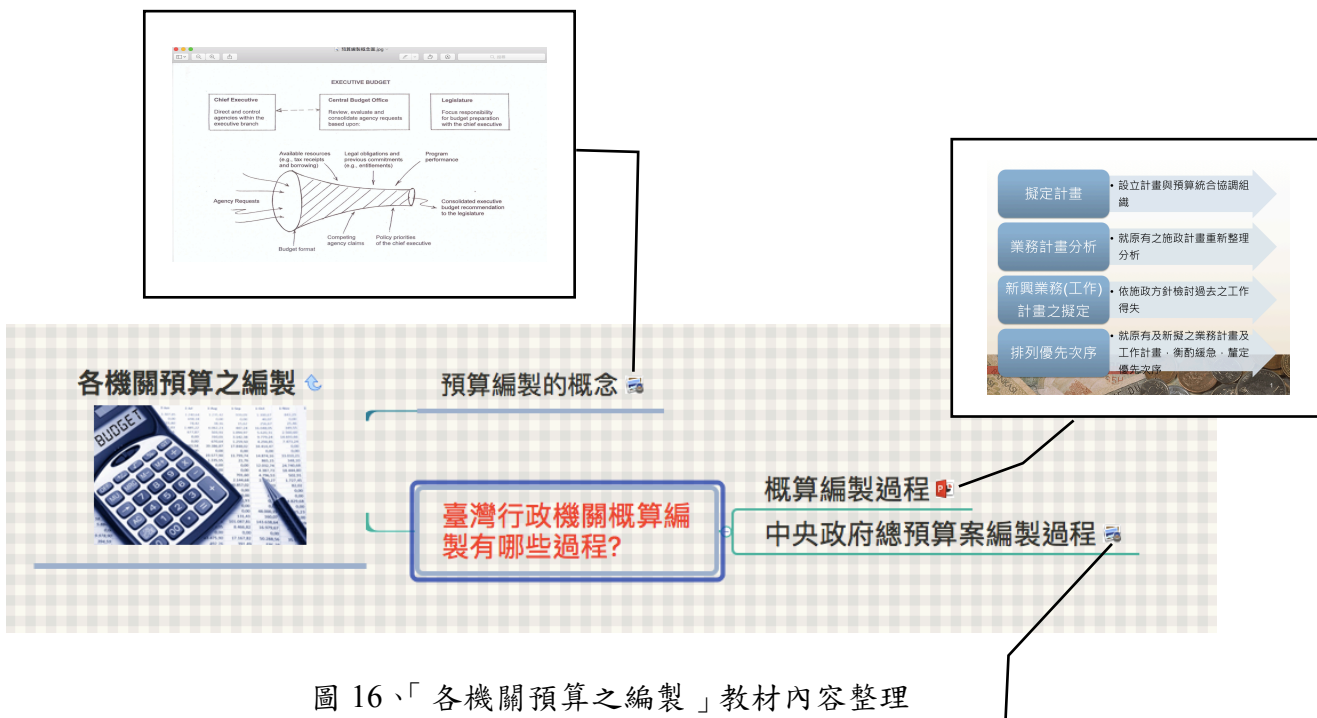 預算編製概念圖.jpg
搜尋
EXECUTIVE BUDGET
Chief Executive
Direct and control
agencies within the
executive branch
Central Budget Office
Review, evaluate and
consolidate agency requests
based upon:
Legislature
Focus responsibility
for budget preparation
with the chief executive
Available resources
(e.g., tax receipts
and borrowing)
Legal obligations and
previous commitments
(e.g., entitlements)
Program
performance
Agency Requests
Consolidated executive
budget recommendation
to the legislature
Budget format
Competing
agency claims
Policy priorities
of the chief executive
擬定計畫
• 設立計畫與預算統合協調組
織
業務計畫分析
• 就原有之施政計畫重新整理
分析
新興業務(工作)
計畫之擬定
• 依施政方針檢討過去之工作
得失
排列優先次序
• 就原有及新擬之業務計畫及
工作計畫,衡酌緩急,釐定
優先次序
各機關預算之編製
BUDGET
預算編製的概念
臺灣行政機關概算編
製有哪些過程?
概算編製過程
中央政府總預算案編製過程
圖 16、「各機關預算之編製」教材內容整理